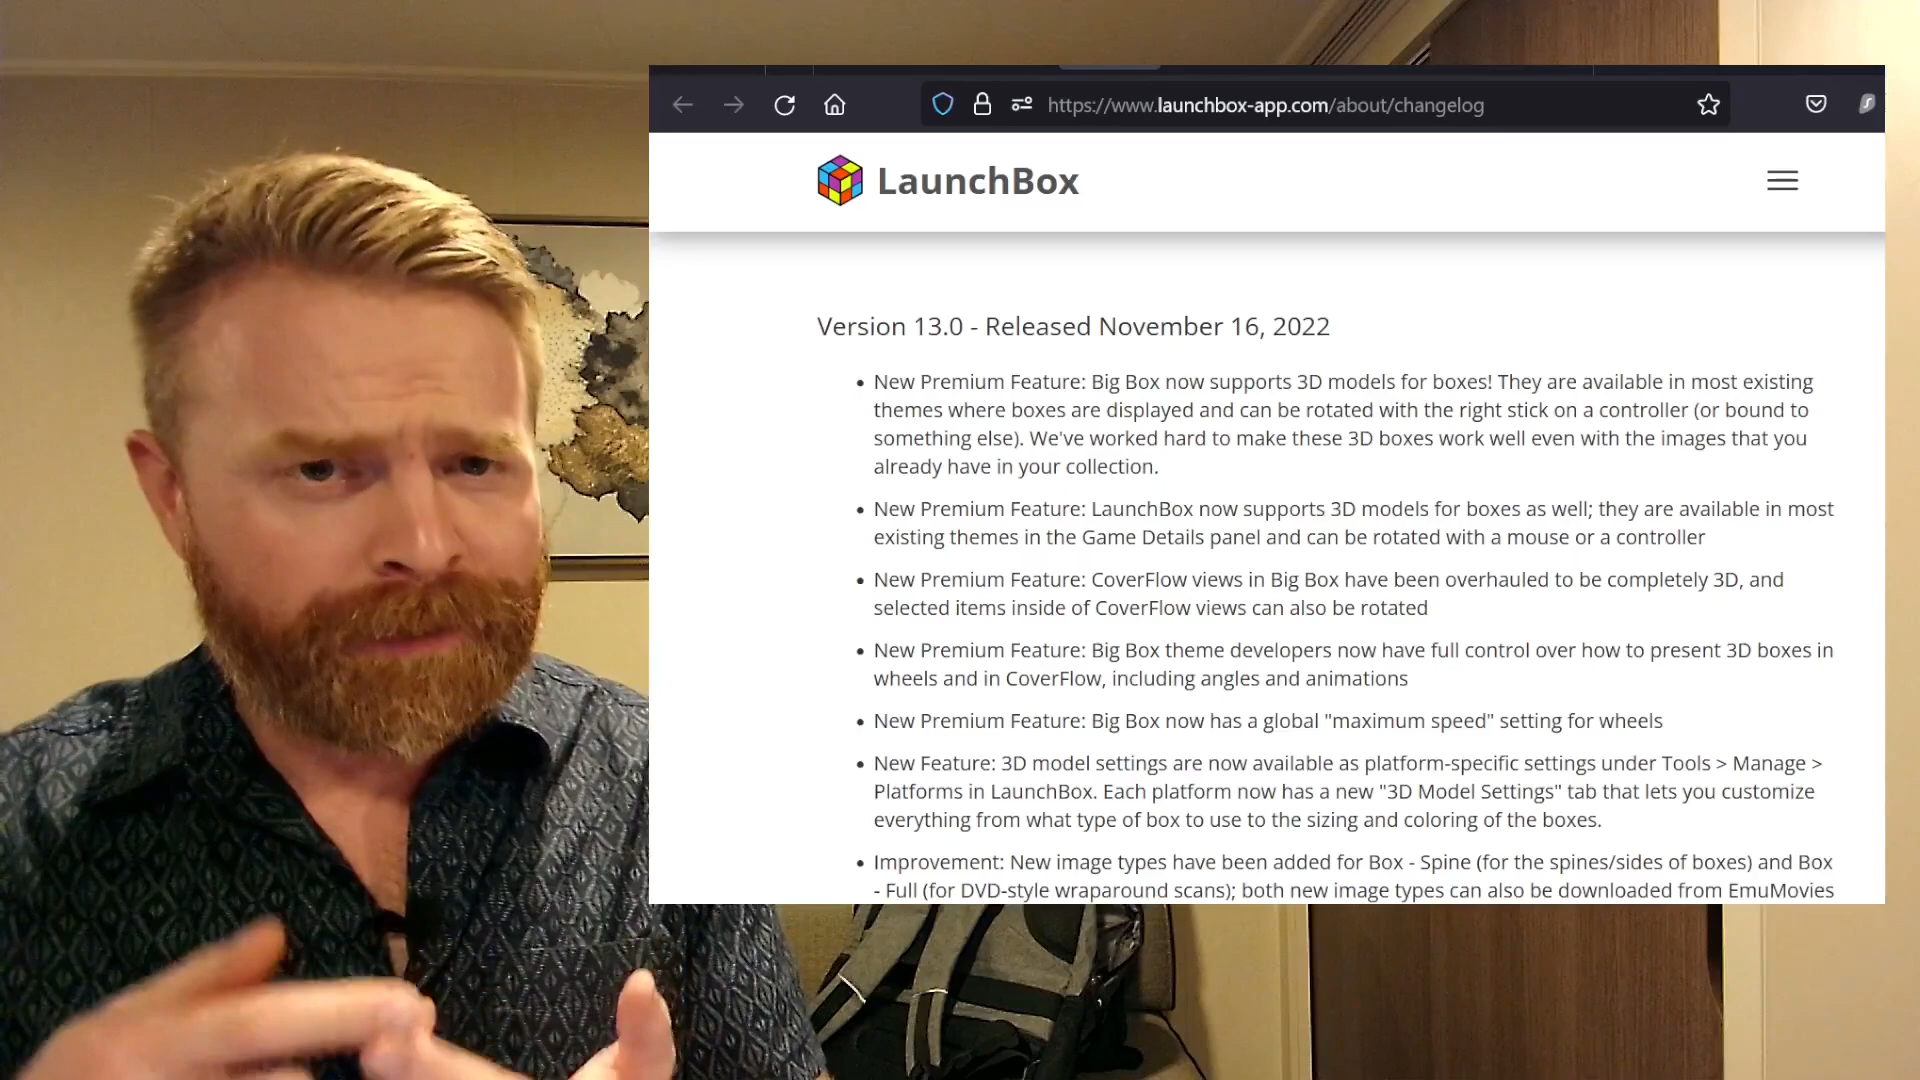 https://www.launchbox-app.com/about/changelog
LaunchBox
Version 13.0 - Released November 16, 2022
• New Premium Feature: Big Box now supports 3D models for boxes! They are available in most existing
themes where boxes are displayed and can be rotated with the right stick on a controller (or bound to
something else). We've worked hard to make these 3D boxes work well even with the images that you
already have in your collection.
• New Premium Feature: LaunchBox now supports 3D models for boxes as well; they are available in most
existing themes in the Game Details panel and can be rotated with a mouse or a controller
• New Premium Feature: CoverFlow views in Big Box have been overhauled to be completely 3D, and
selected items inside of CoverFlow views can also be rotated
• New Premium Feature: Big Box theme developers now have full control over how to present 3D boxes in
wheels and in CoverFlow, including angles and animations
• New Premium Feature: Big Box now has a global "maximum speed" setting for wheels
• New Feature: 3D model settings are now available as platform-specific settings under Tools > Manage >
Platforms in LaunchBox. Each platform now has a new "3D Model Settings" tab that lets you customize
everything from what type of box to use to the sizing and coloring of the boxes.
• Improvement: New image types have been added for Box - Spine (for the spines/sides of boxes) and Box
- Full (for DVD-style wraparound scans); both new image types can also be downloaded from EmuMovies